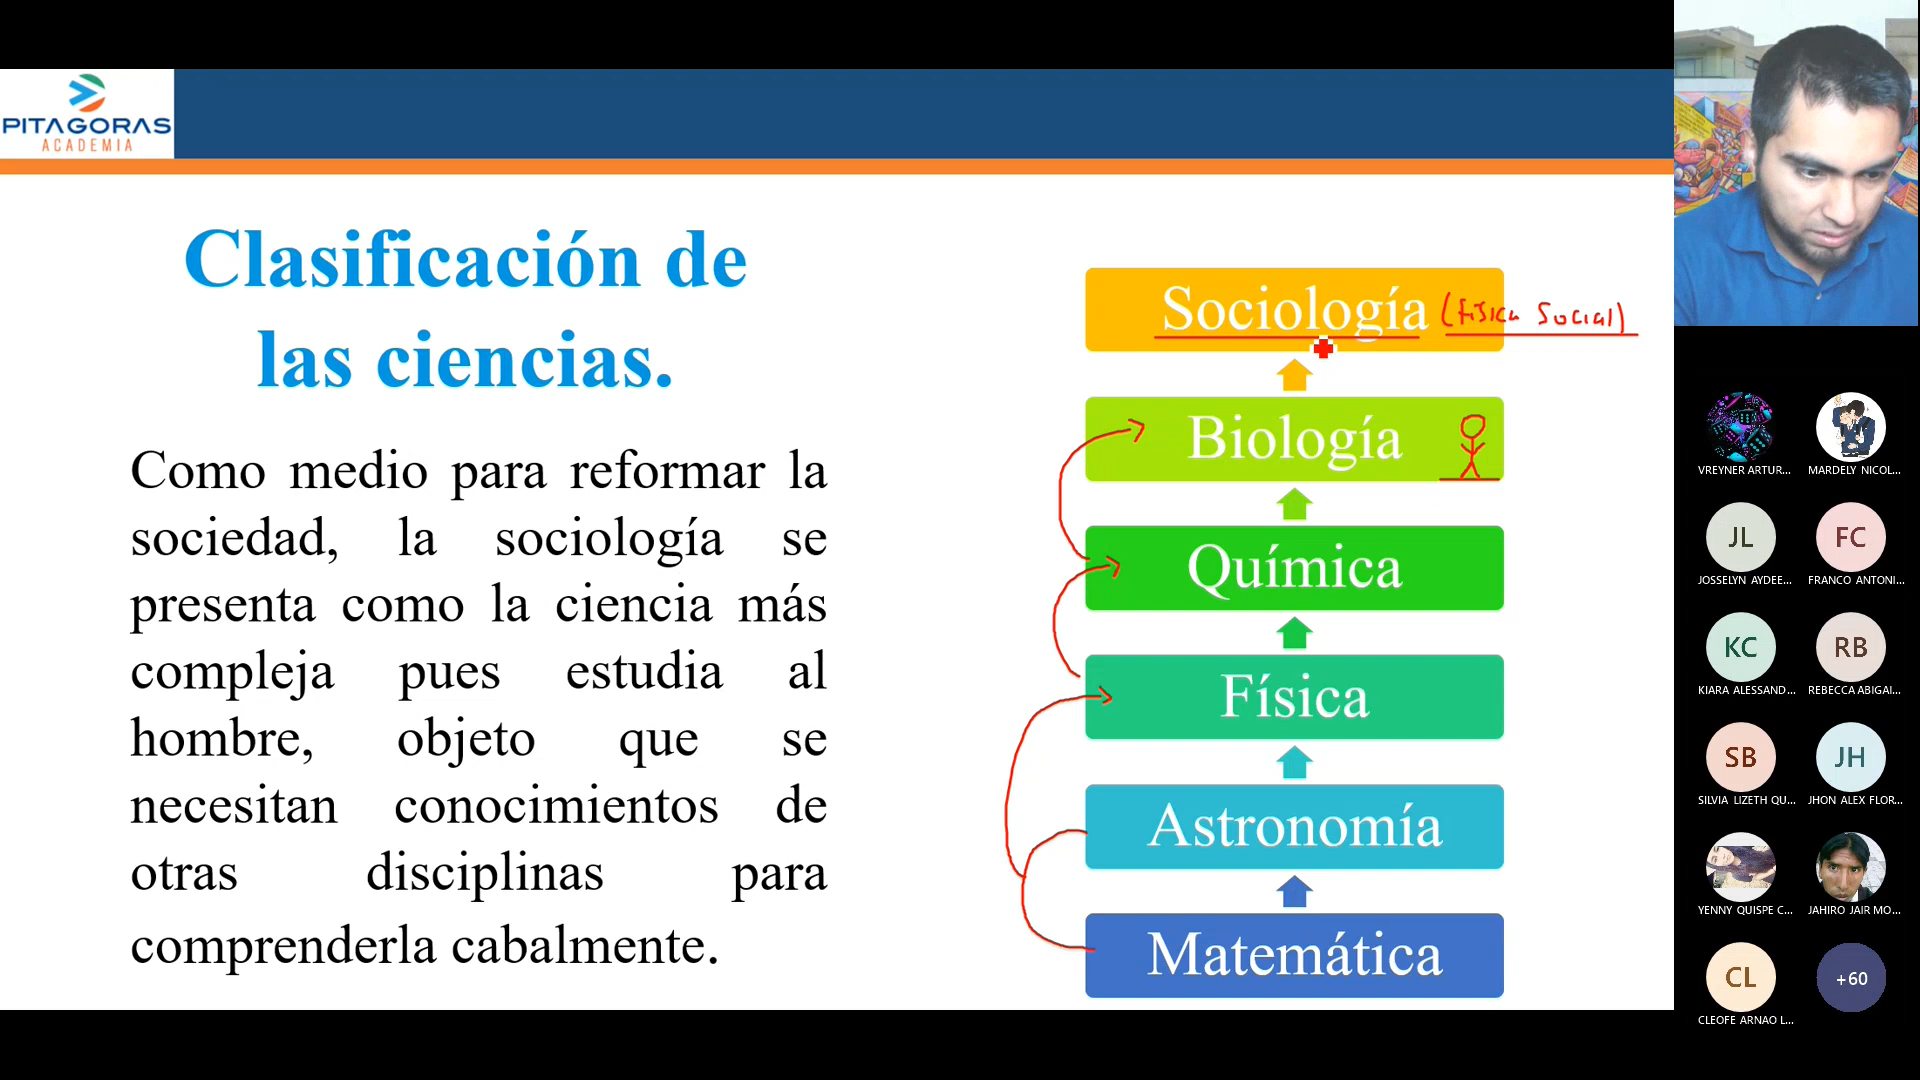 PITAGORAS
ACADEMIA
Clasificación de
las ciencias.
Como medio para reformar la
sociedad, la sociología se
presenta como la ciencia más
compleja pues estudia al
hombre, objeto que se
necesitan conocimientos de
otras disciplinas para
comprenderla cabalmente.
Sociología (física Social)
Biología
Química
Física
Astronomía
Matemática
VREYNER ARTUR...
MARDELY NICOL...
JL
JOSSELYN AYDEE...
FC
FRANCO ANTONI...
KC
KIARA ALESSAND...
RB
REBECCA ABIGAI...
SB
SILVIA LIZETH QU...
JH
JHON ALEX FLOR...
YENNY QUISPE C...
JAHIRO JAIR MO...
CL
CLEOFE ARNAO L...
+60